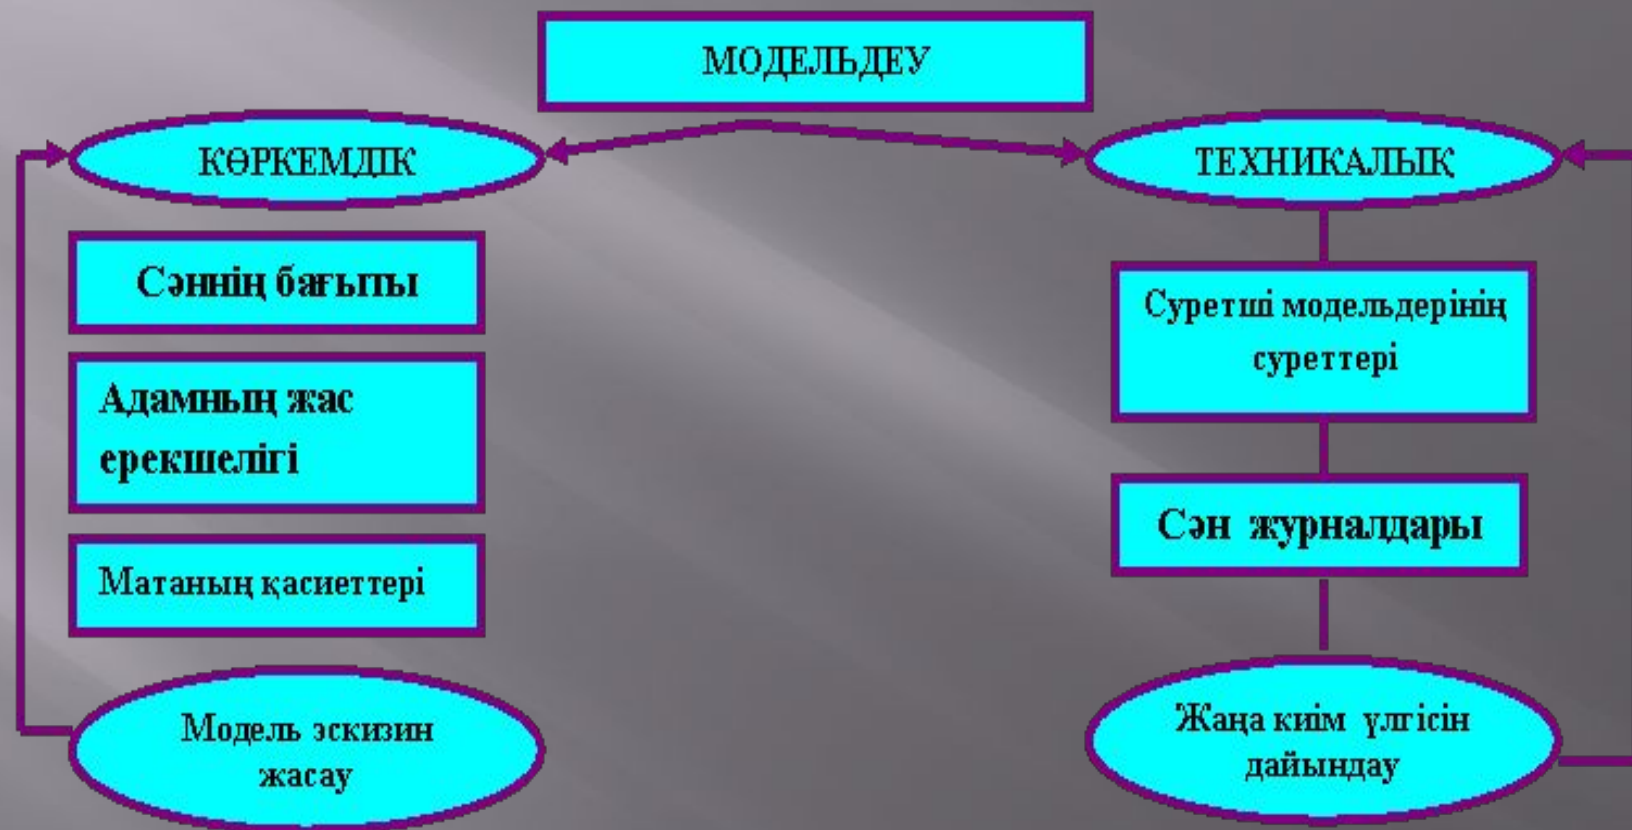 МОДЕЛЬДЕУ
КӨРКЕМДІК
ТЕХНИКАЛЫҚ
Сәннің бағыты
Адамның жас
ерекшелігі
Матаның қасиеттері
Модель эскизин
жасау
Суретші модельдерінің
суреттері
Сән журналдары
Жаңа киім үлгісін
дайындау